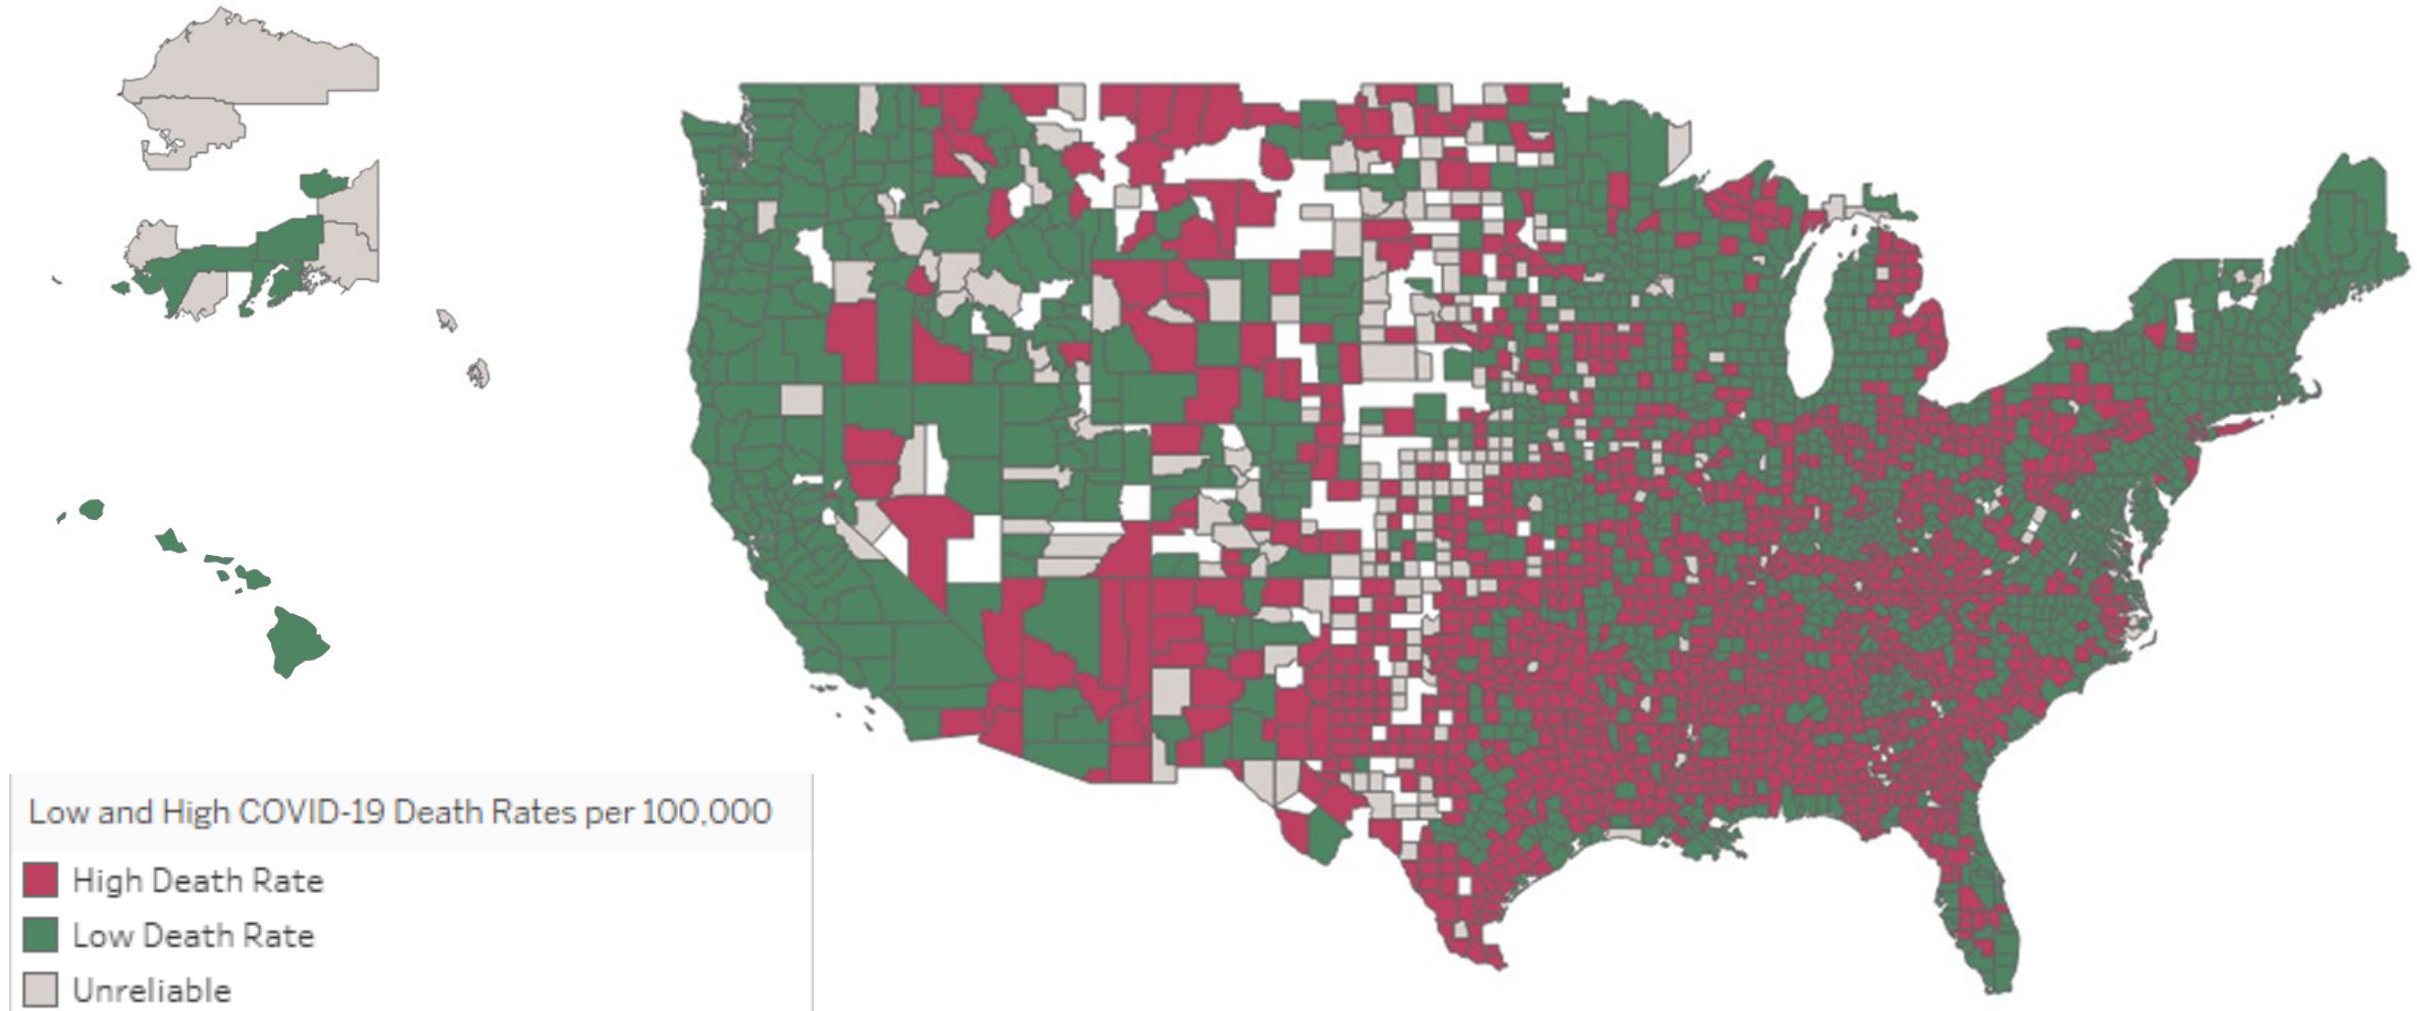 Low and High COVID-19 Death Rates per 100,000
High Death Rate
Low Death Rate
Unreliable